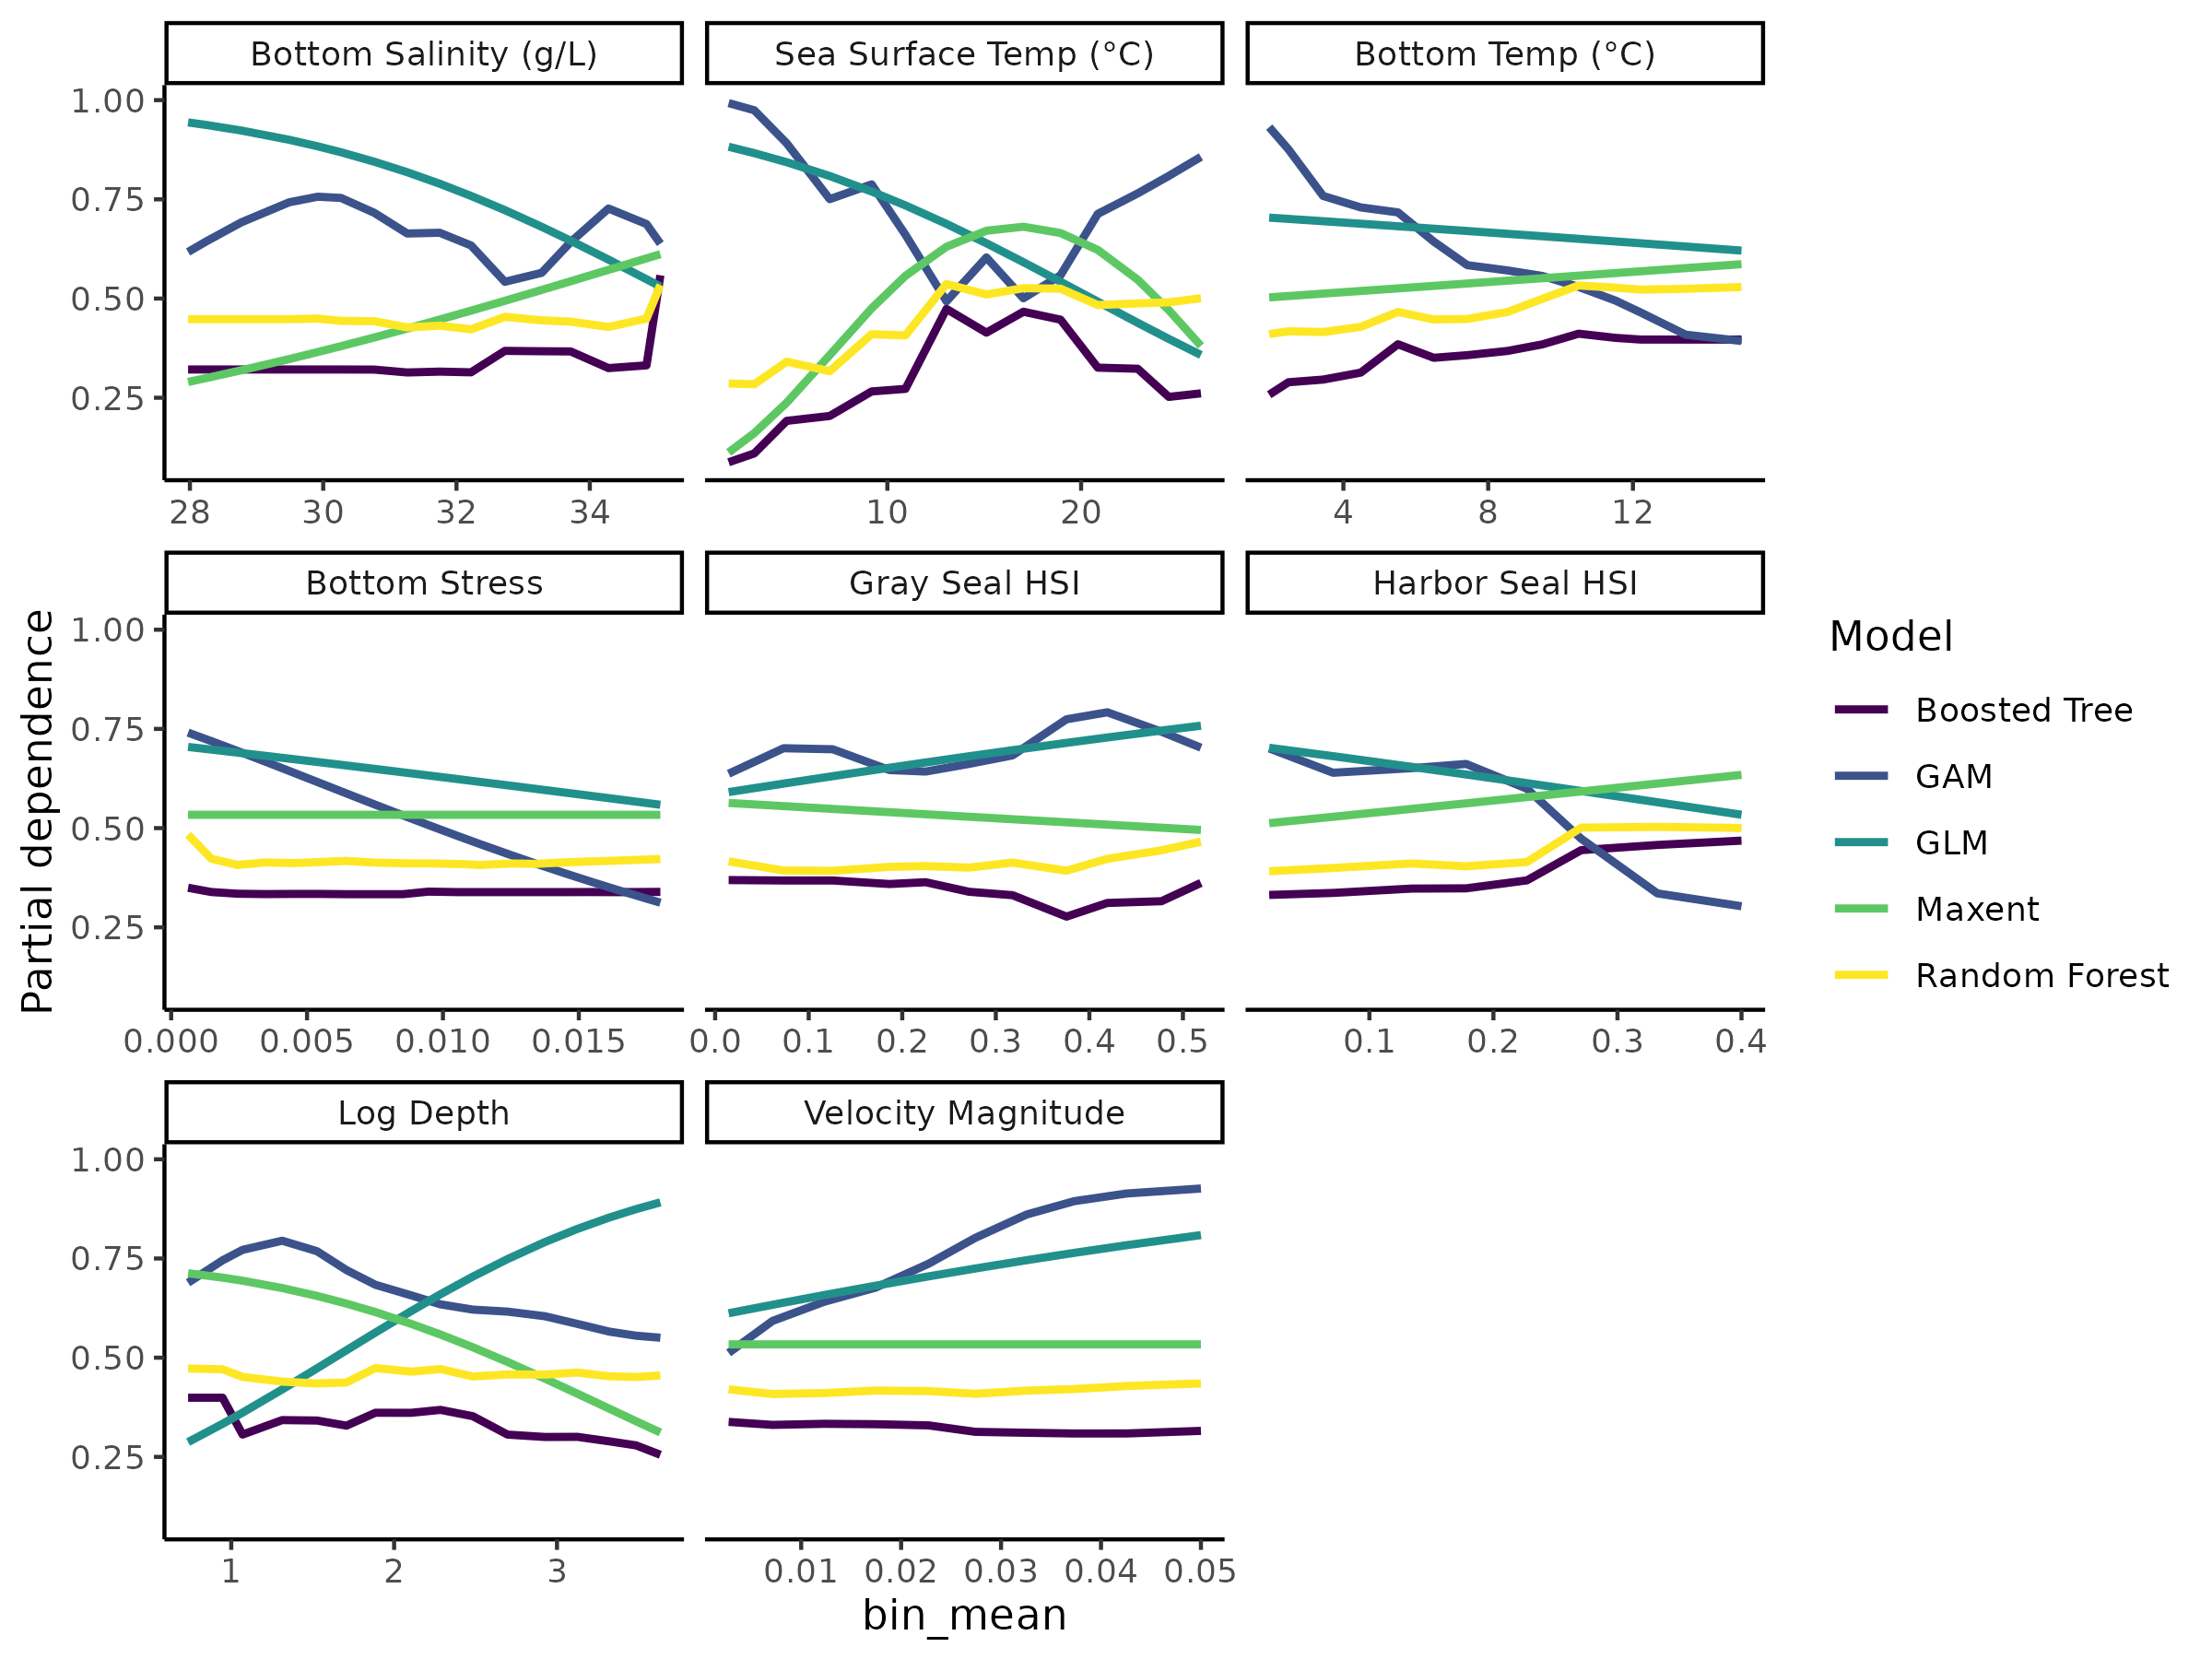 Bottom Salinity (g/L)
Sea Surface Temp (°C)
Bottom Temp (°C)
1.00
0.75
0.50
0.25
28 30 32 34
10 20
4 8 12
Bottom Stress
Gray Seal HSI
Harbor Seal HSI
Partial dependence
1.00
0.75
0.50
0.25
0.000 0.005 0.010 0.015
0.0 0.1 0.2 0.3 0.4 0.5
0.1 0.2 0.3 0.4
Log Depth
Velocity Magnitude
1.00
0.75
0.50
0.25
1 2 3
0.01 0.02 0.03 0.04 0.05
bin_mean
Model
Boosted Tree
GAM
GLM
Maxent
Random Forest